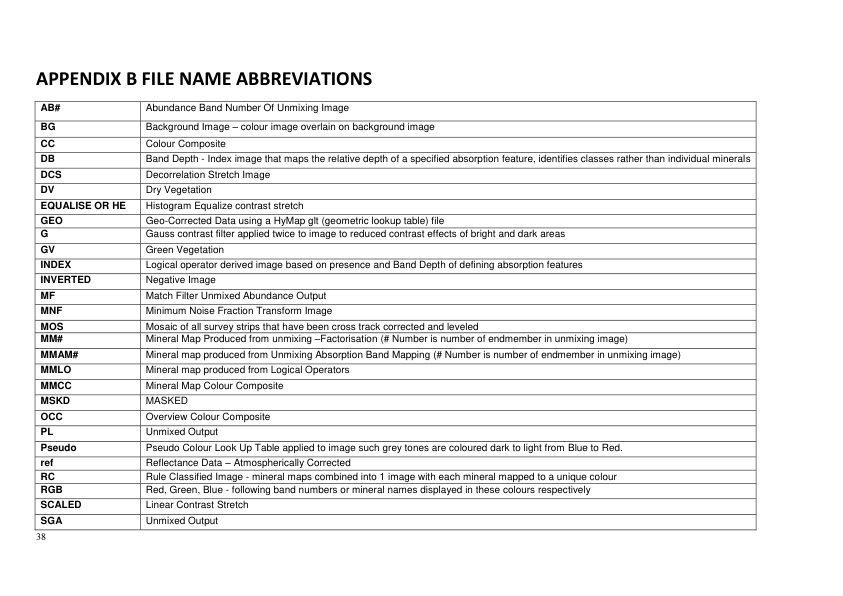 APPENDIX B FILE NAME ABBREVIATIONS
AB# Abundance Band Number Of Unmixing Image
BG Background Image – colour image overlain on background image
CC Colour Composite
DB Band Depth - Index image that maps the relative depth of a specified absorption feature, identifies classes rather than individual minerals
DCS Decorrelation Stretch Image
DV Dry Vegetation
EQUALISE OR HE Histogram Equalize contrast stretch
GEO Geo-Corrected Data using a HyMap glt (geometric lookup table) file
G Gauss contrast filter applied twice to image to reduced contrast effects of bright and dark areas
GV Green Vegetation
INDEX Logical operator derived image based on presence and Band Depth of defining absorption features
INVERTED Negative Image
MF Match Filter Unmixed Abundance Output
MNF Minimum Noise Fraction Transform Image
MOS Mosaic of all survey strips that have been cross track corrected and leveled
MM# Mineral Map Produced from unmixing –Factorisation (# Number is number of endmember in unmixing image)
MMAM# Mineral map produced from Unmixing Absorption Band Mapping (# Number is number of endmember in unmixing image)
MMLO Mineral map produced from Logical Operators
MMCC Mineral Map Colour Composite
MSKD MASKED
OCC Overview Colour Composite
PL Unmixed Output
Pseudo Pseudo Colour Look Up Table applied to image such grey tones are coloured dark to light from Blue to Red.
ref Reflectance Data – Atmospherically Corrected
RC Rule Classified Image - mineral maps combined into 1 image with each mineral mapped to a unique colour
RGB Red, Green, Blue - following band numbers or mineral names displayed in these colours respectively
SCALED Linear Contrast Stretch
SGA Unmixed Output
38